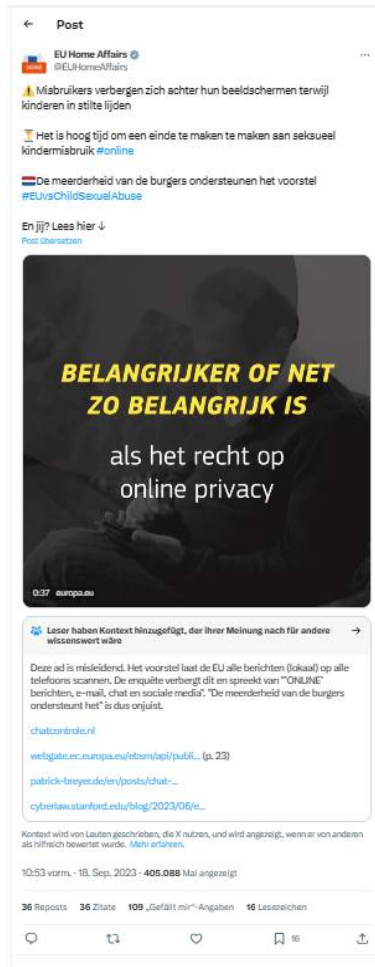 ← Post
EU Home Affairs
@EUHomeAffairs
⚠️ Misbruikers verbergen zich achter hun beeldschermen terwijl
kinderen in stilte lijden
⏳ Het is hoog tijd om een einde te maken te maken aan seksueel
kindermisbruik #online
🇳🇱De meerderheid van de burgers ondersteunen het voorstel
#EUvsChildSexuelAbuse
En jij? Lees hier ↓
Post übersetzen
BELANGRIJKER OF NET
ZO BELANGRIJK IS
als het recht op
online privacy
0:37 europa.eu
Leser haben Kontext hinzugefügt, der ihrer Meinung nach für andere
wissenswert wäre →
Deze ad is misleidend. Het voorstel laat de EU alle berichten (lokaal) op alle
telefoons scannen. De enquête verbergt dit en spreekt van ""ONLINE"
berichten, e-mail, chat en sociale media". "De meerderheid van de burgers
ondersteunt het" is dus onjuist.
chatcontrole.nl
webgate.ec.europa.eu/ebsm/api/publi... (p. 23)
patrick-breyer.de/en/posts/chat-...
cyberlaw.stanford.edu/blog/2023/06/e...
Kontext wird von Leuten geschrieben, die X nutzen, und wird angezeigt, wenn er von anderen
als hilfreich bewertet wurde. Mehr erfahren.
10:53 vorm. · 18. Sep. 2023 · 405.088 Mal angezeigt
36 Reposts 36 Zitate 109 „Gefällt mir“-Angaben 16 Lesezeichen
16